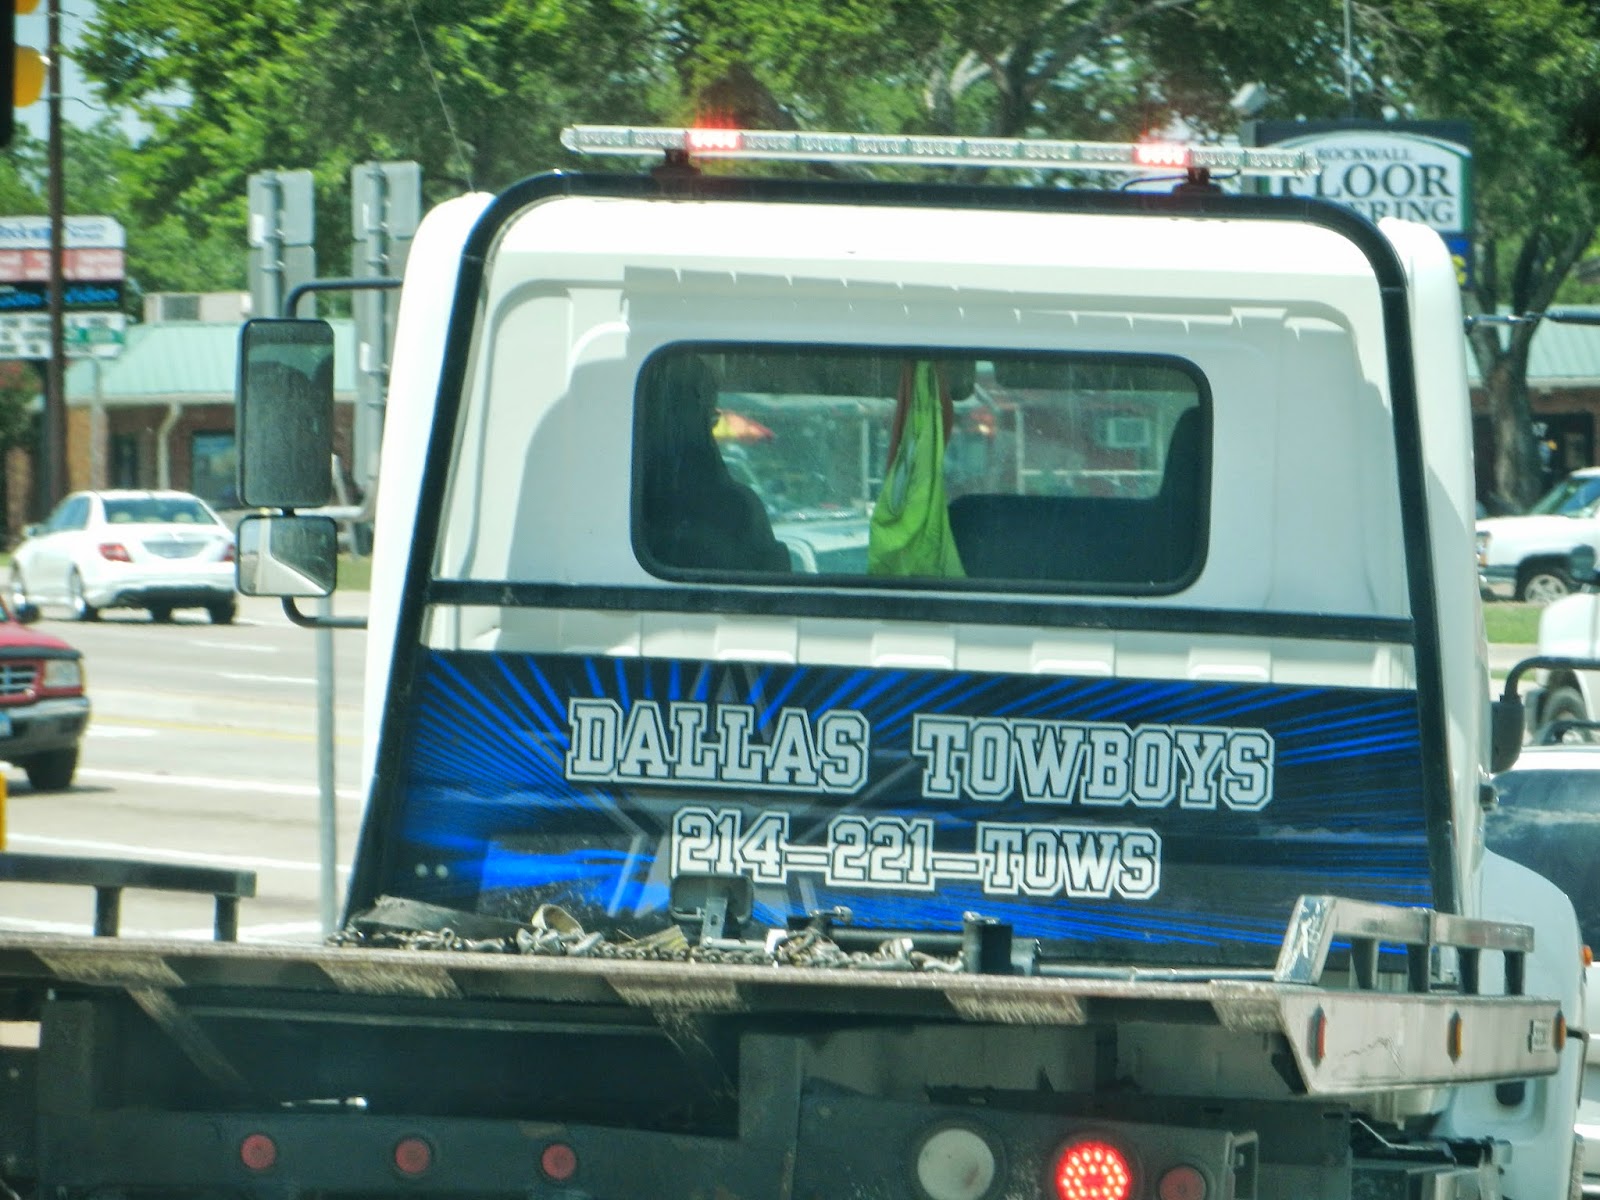 ROCKWALL
FLOOR
DALLAS TOWBOYS
214-221-TOWS